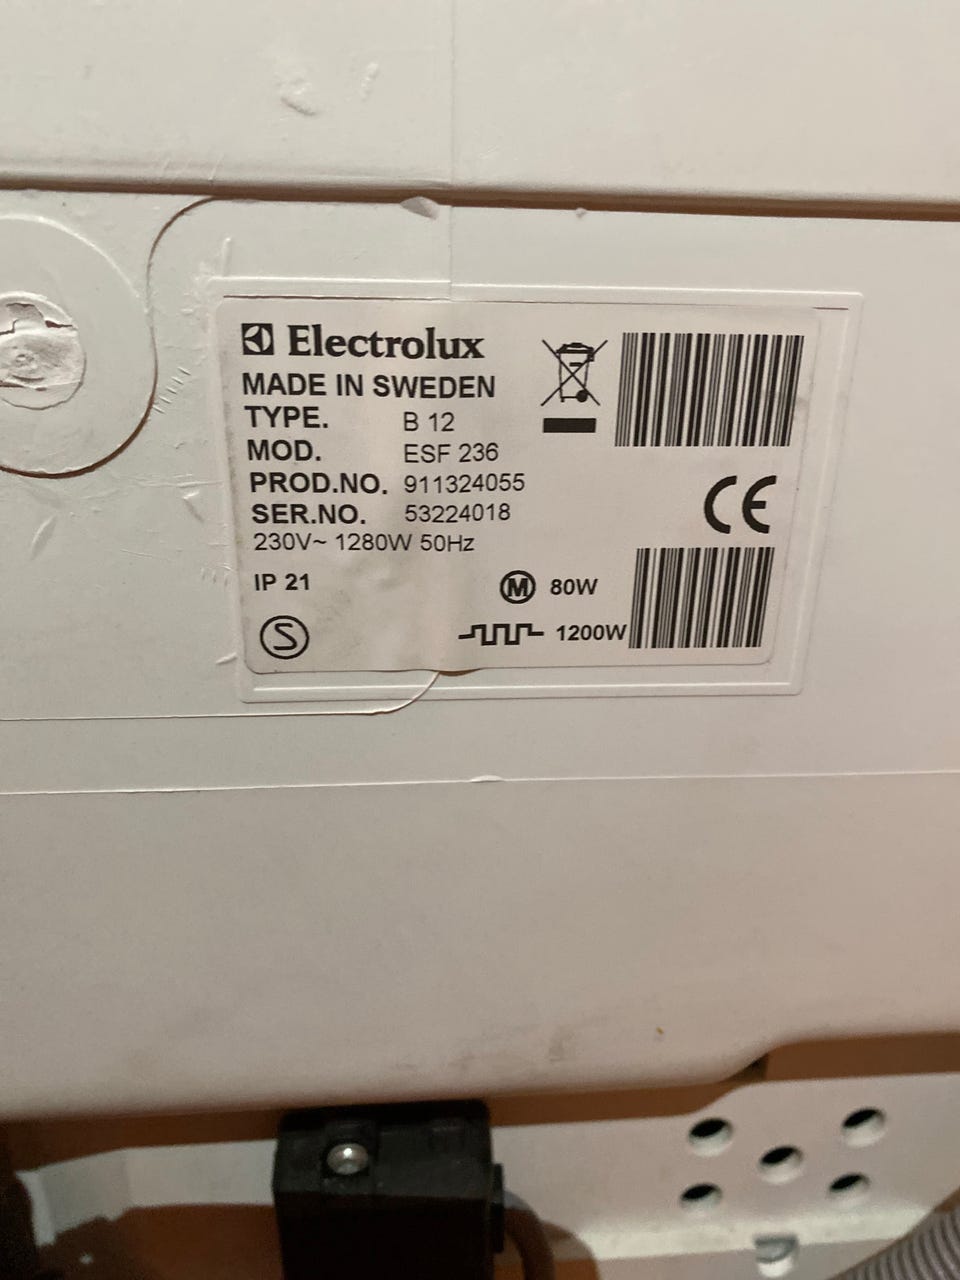 Electrolux
MADE IN SWEDEN
TYPE. B 12
MOD. ESF 236
PROD.NO. 911324055
SER.NO. 53224018
230V~ 1280W 50Hz
CE
IP 21
M 80W
S
1200W